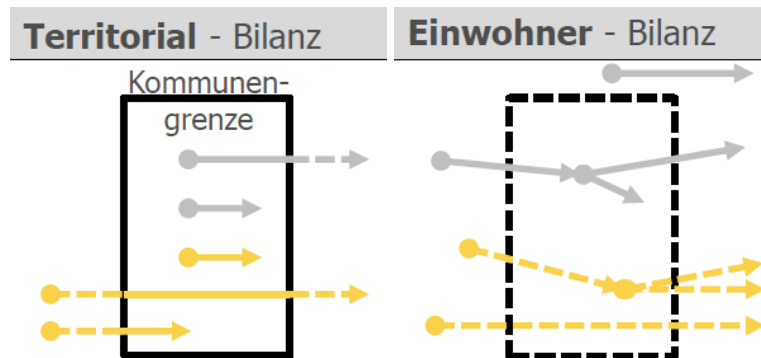 Territorial - Bilanz
Einwohner - Bilanz
Kommunen-
grenze